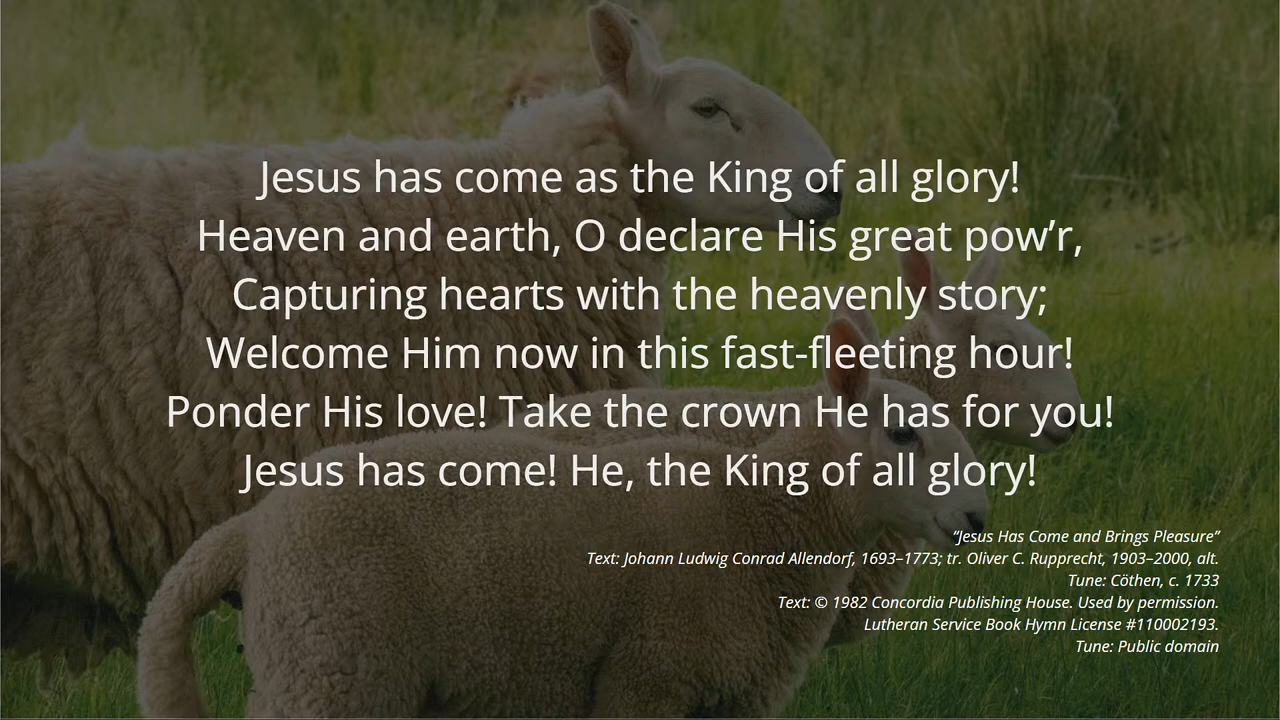 Jesus has come as the King of all glory!
Heaven and earth, O declare His great pow’r,
Capturing hearts with the heavenly story;
Welcome Him now in this fast-fleeting hour!
Ponder His love! Take the crown He has for you!
Jesus has come! He, the King of all glory!
“Jesus Has Come and Brings Pleasure”
Text: Johann Ludwig Conrad Allendorf, 1693–1773; tr. Oliver C. Rupprecht, 1903–2000, alt.
Tune: Cöthen, c. 1733
Text: © 1982 Concordia Publishing House. Used by permission.
Lutheran Service Book Hymn License #110002193.
Tune: Public domain